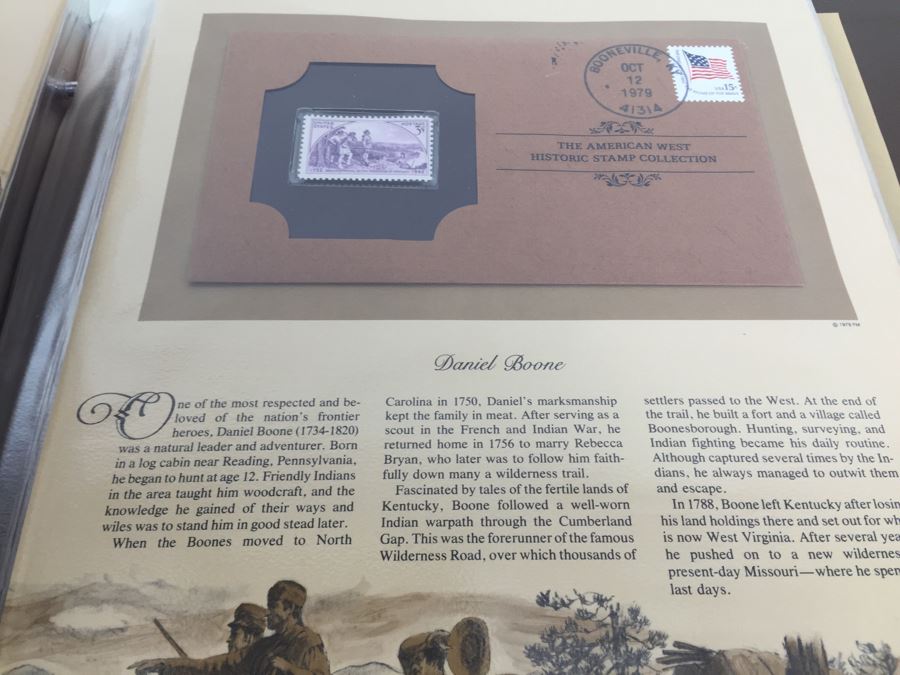 UNITED STATES POSTAGE
3¢
BOONEVILLE, KY
OCT
12
1979
41314
USA 15c
THE AMERICAN WEST
HISTORIC STAMP COLLECTION
Daniel Boone
One of the most respected and be-
loved of the nation's frontier
heroes, Daniel Boone (1734-1820)
was a natural leader and adventurer. Born
in a log cabin near Reading, Pennsylvania,
he began to hunt at age 12. Friendly Indians
in the area taught him woodcraft, and the
knowledge he gained of their ways and
wiles was to stand him in good stead later.
When the Boones moved to North
Carolina in 1750, Daniel's marksmanship
kept the family in meat. After serving as a
scout in the French and Indian War, he
returned home in 1756 to marry Rebecca
Bryan, who later was to follow him faith-
fully down many a wilderness trail.
Fascinated by tales of the fertile lands of
Kentucky, Boone followed a well-worn
Indian warpath through the Cumberland
Gap. This was the forerunner of the famous
Wilderness Road, over which thousands of
settlers passed to the West. At the end of
the trail, he built a fort and a village called
Boonesborough. Hunting, surveying, and
Indian fighting became his daily routine.
Although captured several times by the In-
dians, he always managed to outwit them
and escape.
In 1788, Boone left Kentucky after losin
his land holdings there and set out for wh
is now West Virginia. After several yea
he pushed on to a new wildernes
present-day Missouri—where he spen
last days.